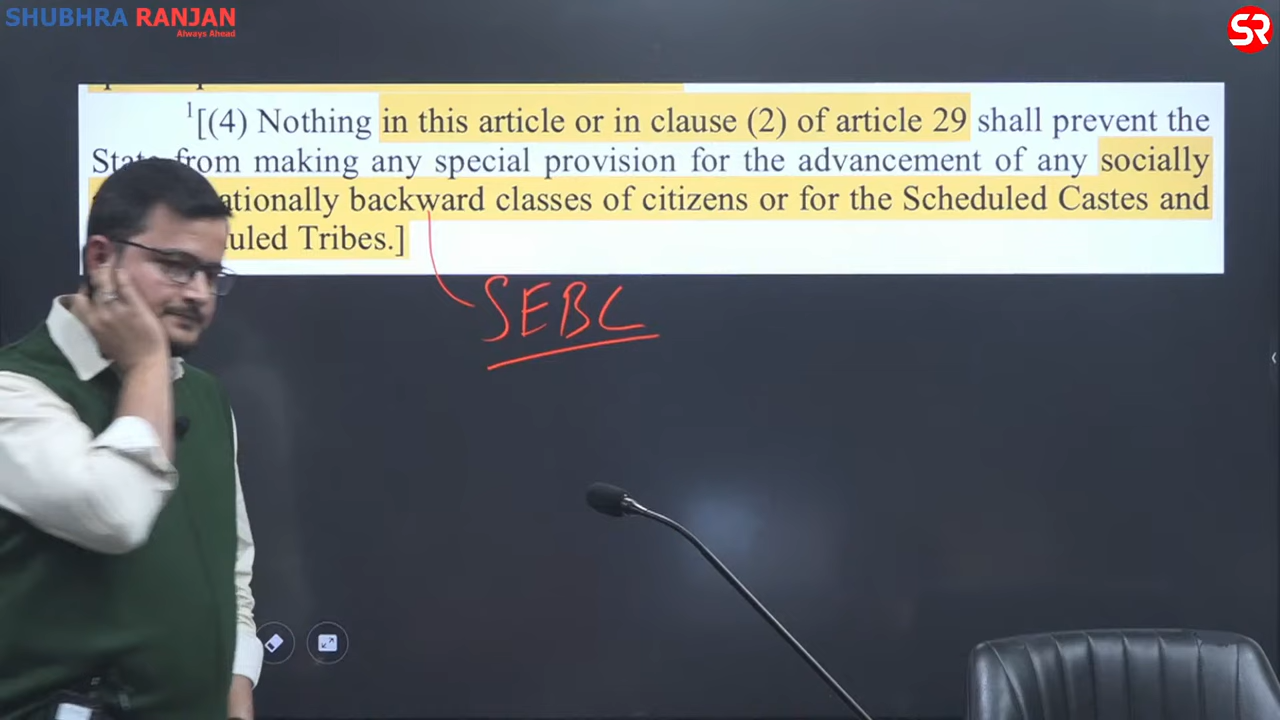 SHUBHRA RANJAN
Always Ahead
SR
¹[(4) Nothing in this article or in clause (2) of article 29 shall prevent the
from making any special provision for the advancement of any socially
backward classes of citizens or for the Scheduled Castes and
Tribes.]
SEBC